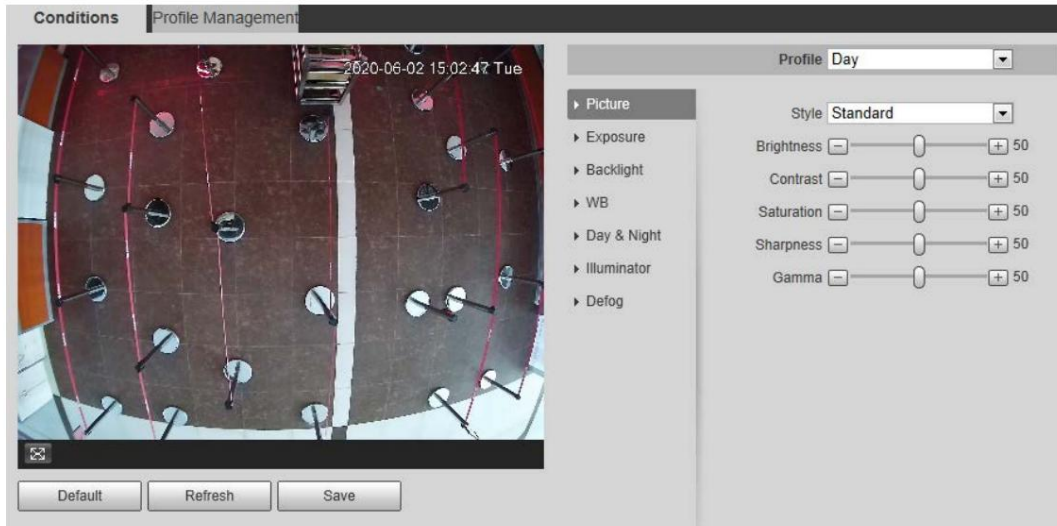 Conditions
Profile Management
2020-06-02 15:02:47 Tue
Profile Day
Picture
Exposure
Backlight
WB
Day & Night
Illuminator
Defog
Style Standard
Brightness 50
Contrast 50
Saturation 50
Sharpness 50
Gamma 50
Default Refresh Save